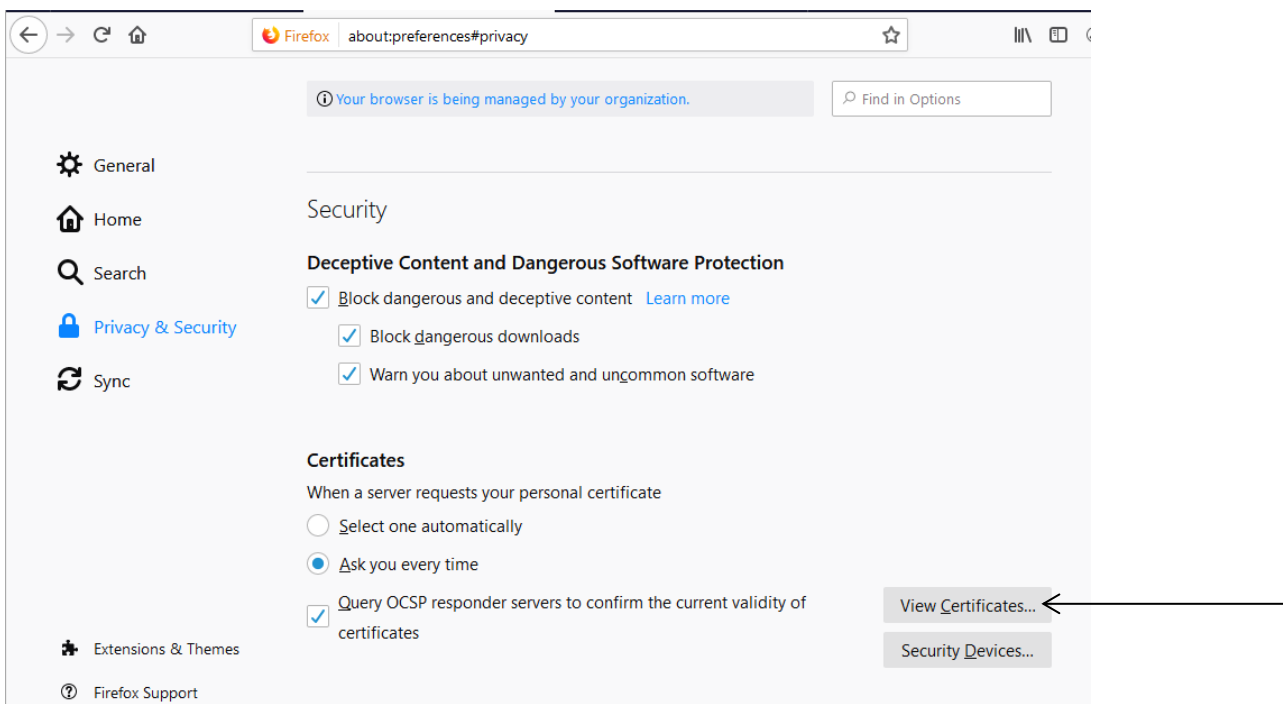 Firefox about:preferences#privacy
Your browser is being managed by your organization.
Find in Options
General
Home
Search
Privacy & Security
Sync
Extensions & Themes
Firefox Support
Security
Deceptive Content and Dangerous Software Protection
Block dangerous and deceptive content Learn more
Block dangerous downloads
Warn you about unwanted and uncommon software
Certificates
When a server requests your personal certificate
Select one automatically
Ask you every time
Query OCSP responder servers to confirm the current validity of
certificates
View Certificates...
Security Devices...